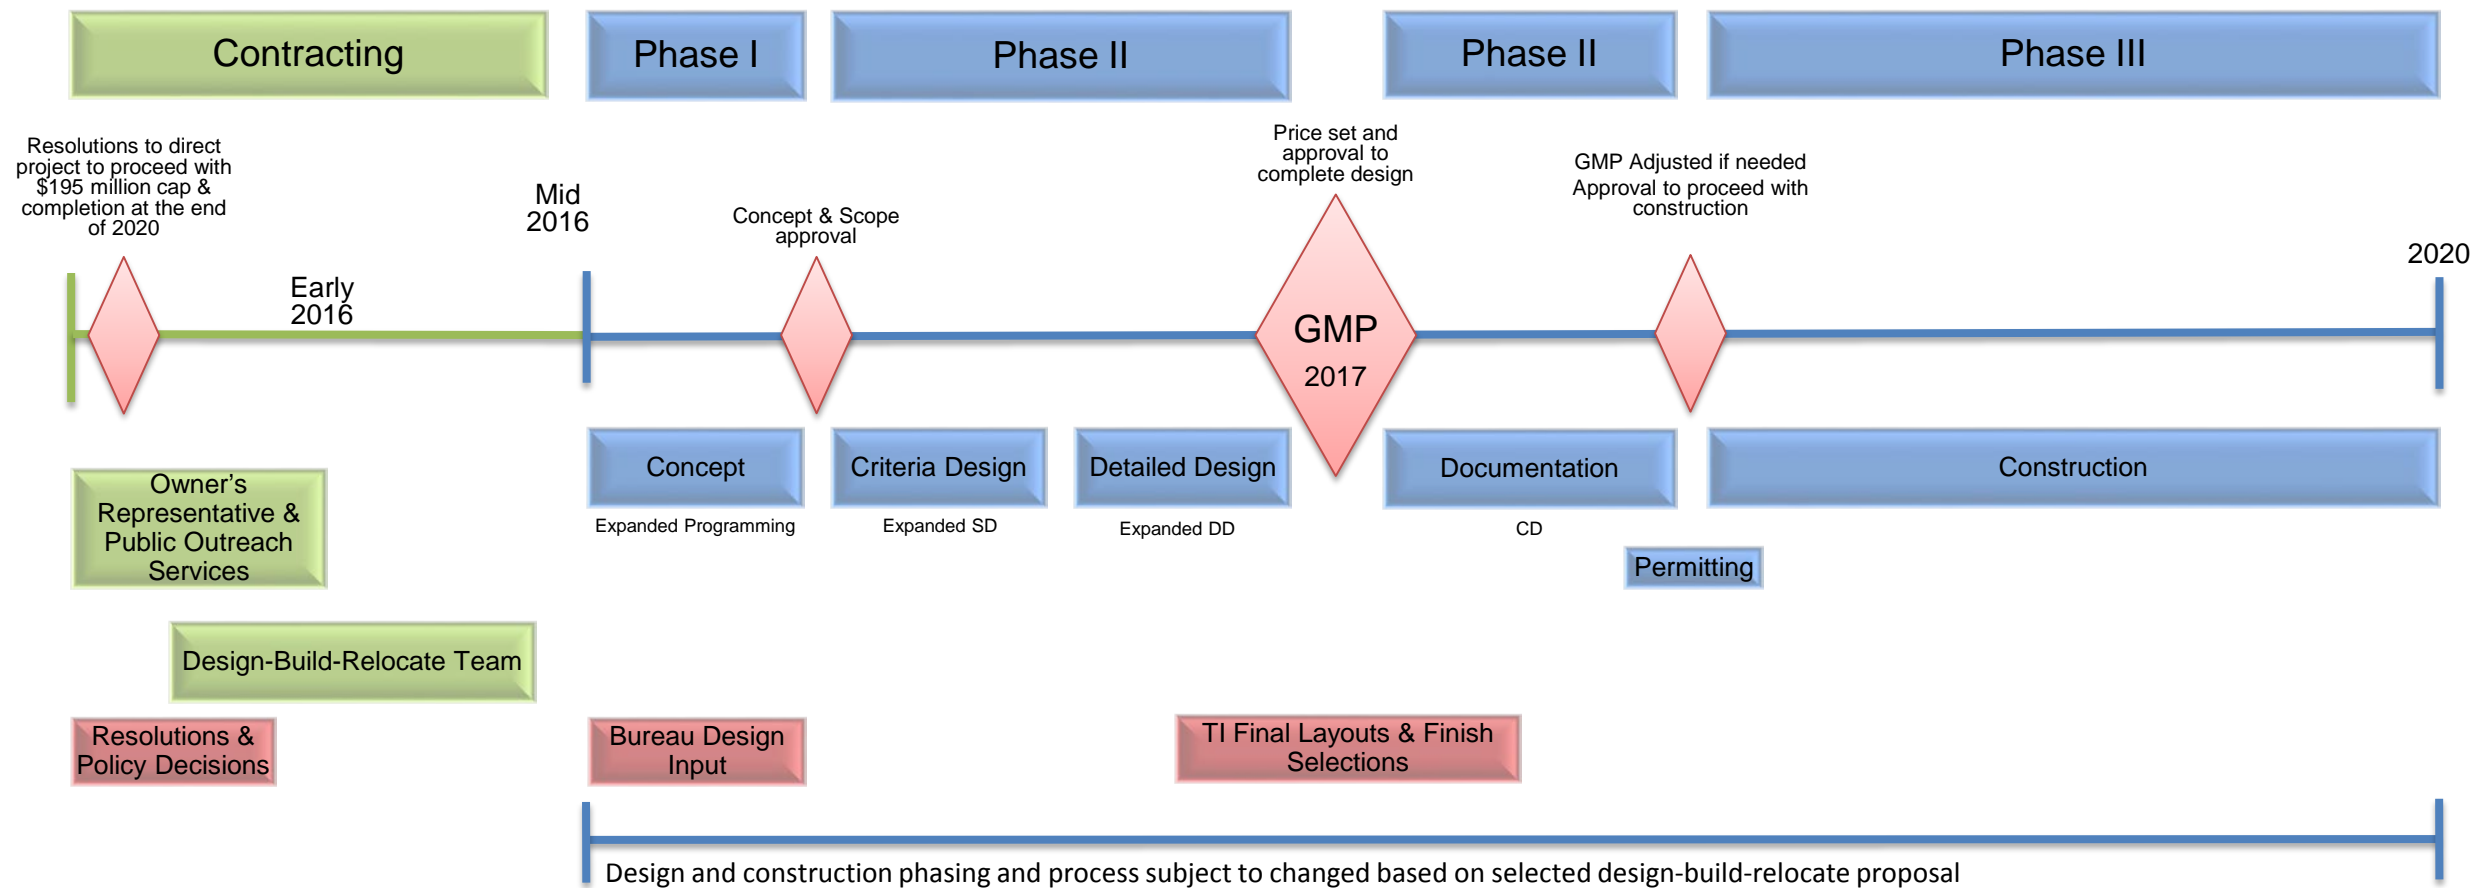 Contracting
Phase I
Phase II
Phase II
Phase III
Resolutions to direct
project to proceed with
$195 million cap &
completion at the end
of 2020
Early
2016
Mid
2016
Concept & Scope
approval
Price set and
approval to
complete design
GMP
2017
GMP Adjusted if needed
Approval to proceed with
construction
2020
Concept
Expanded Programming
Criteria Design
Expanded SD
Detailed Design
Expanded DD
Documentation
CD
Construction
Permitting
Owner’s
Representative &
Public Outreach
Services
Design-Build-Relocate Team
Resolutions &
Policy Decisions
Bureau Design
Input
TI Final Layouts & Finish
Selections
Design and construction phasing and process subject to changed based on selected design-build-relocate proposal